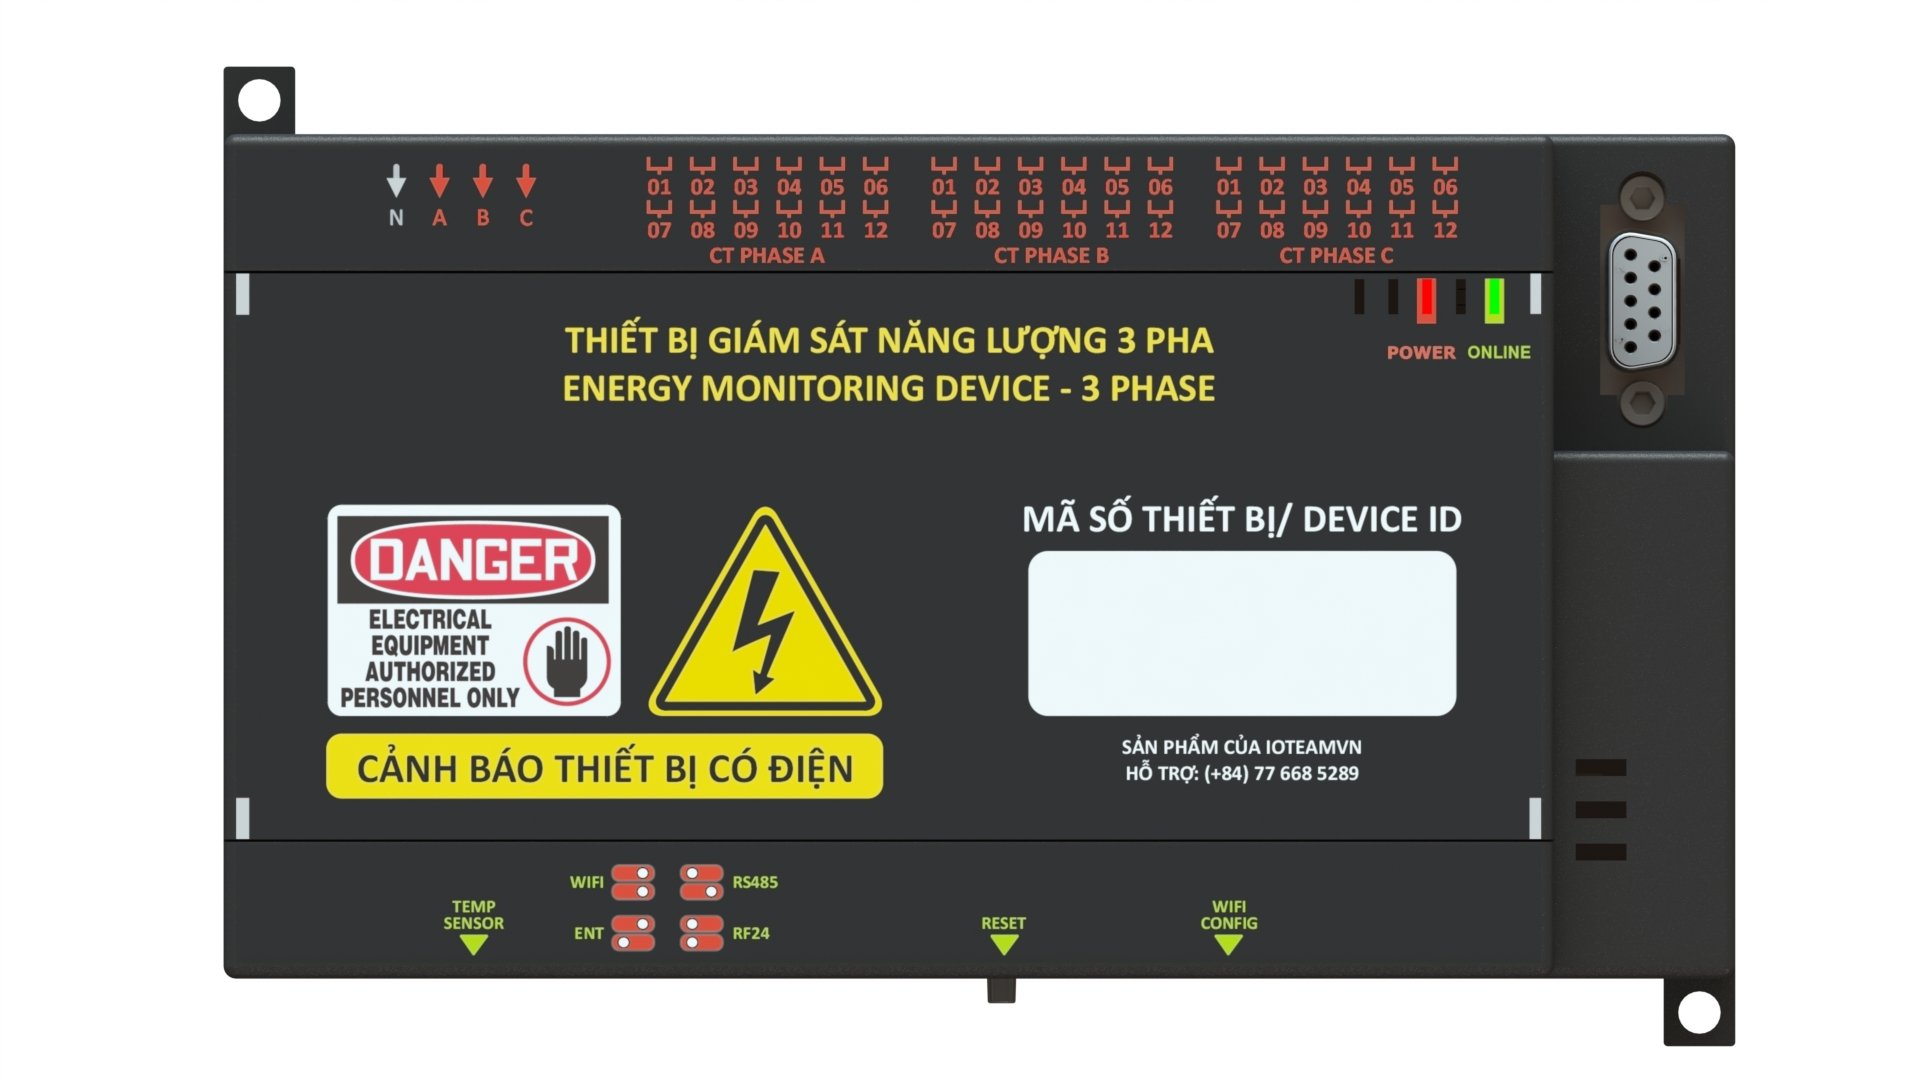 N A B C
01 02 03 04 05 06
07 08 09 10 11 12
CT PHASE A
01 02 03 04 05 06
07 08 09 10 11 12
CT PHASE B
01 02 03 04 05 06
07 08 09 10 11 12
CT PHASE C
POWER ONLINE
THIẾT BỊ GIÁM SÁT NĂNG LƯỢNG 3 PHA
ENERGY MONITORING DEVICE - 3 PHASE
DANGER
ELECTRICAL
EQUIPMENT
AUTHORIZED
PERSONNEL ONLY
CẢNH BÁO THIẾT BỊ CÓ ĐIỆN
MÃ SỐ THIẾT BỊ/ DEVICE ID
SẢN PHẨM CỦA IOTEAMVN
HỖ TRỢ: (+84) 77 668 5289
TEMP
SENSOR
WIFI
RS485
ENT
RF24
RESET
WIFI
CONFIG